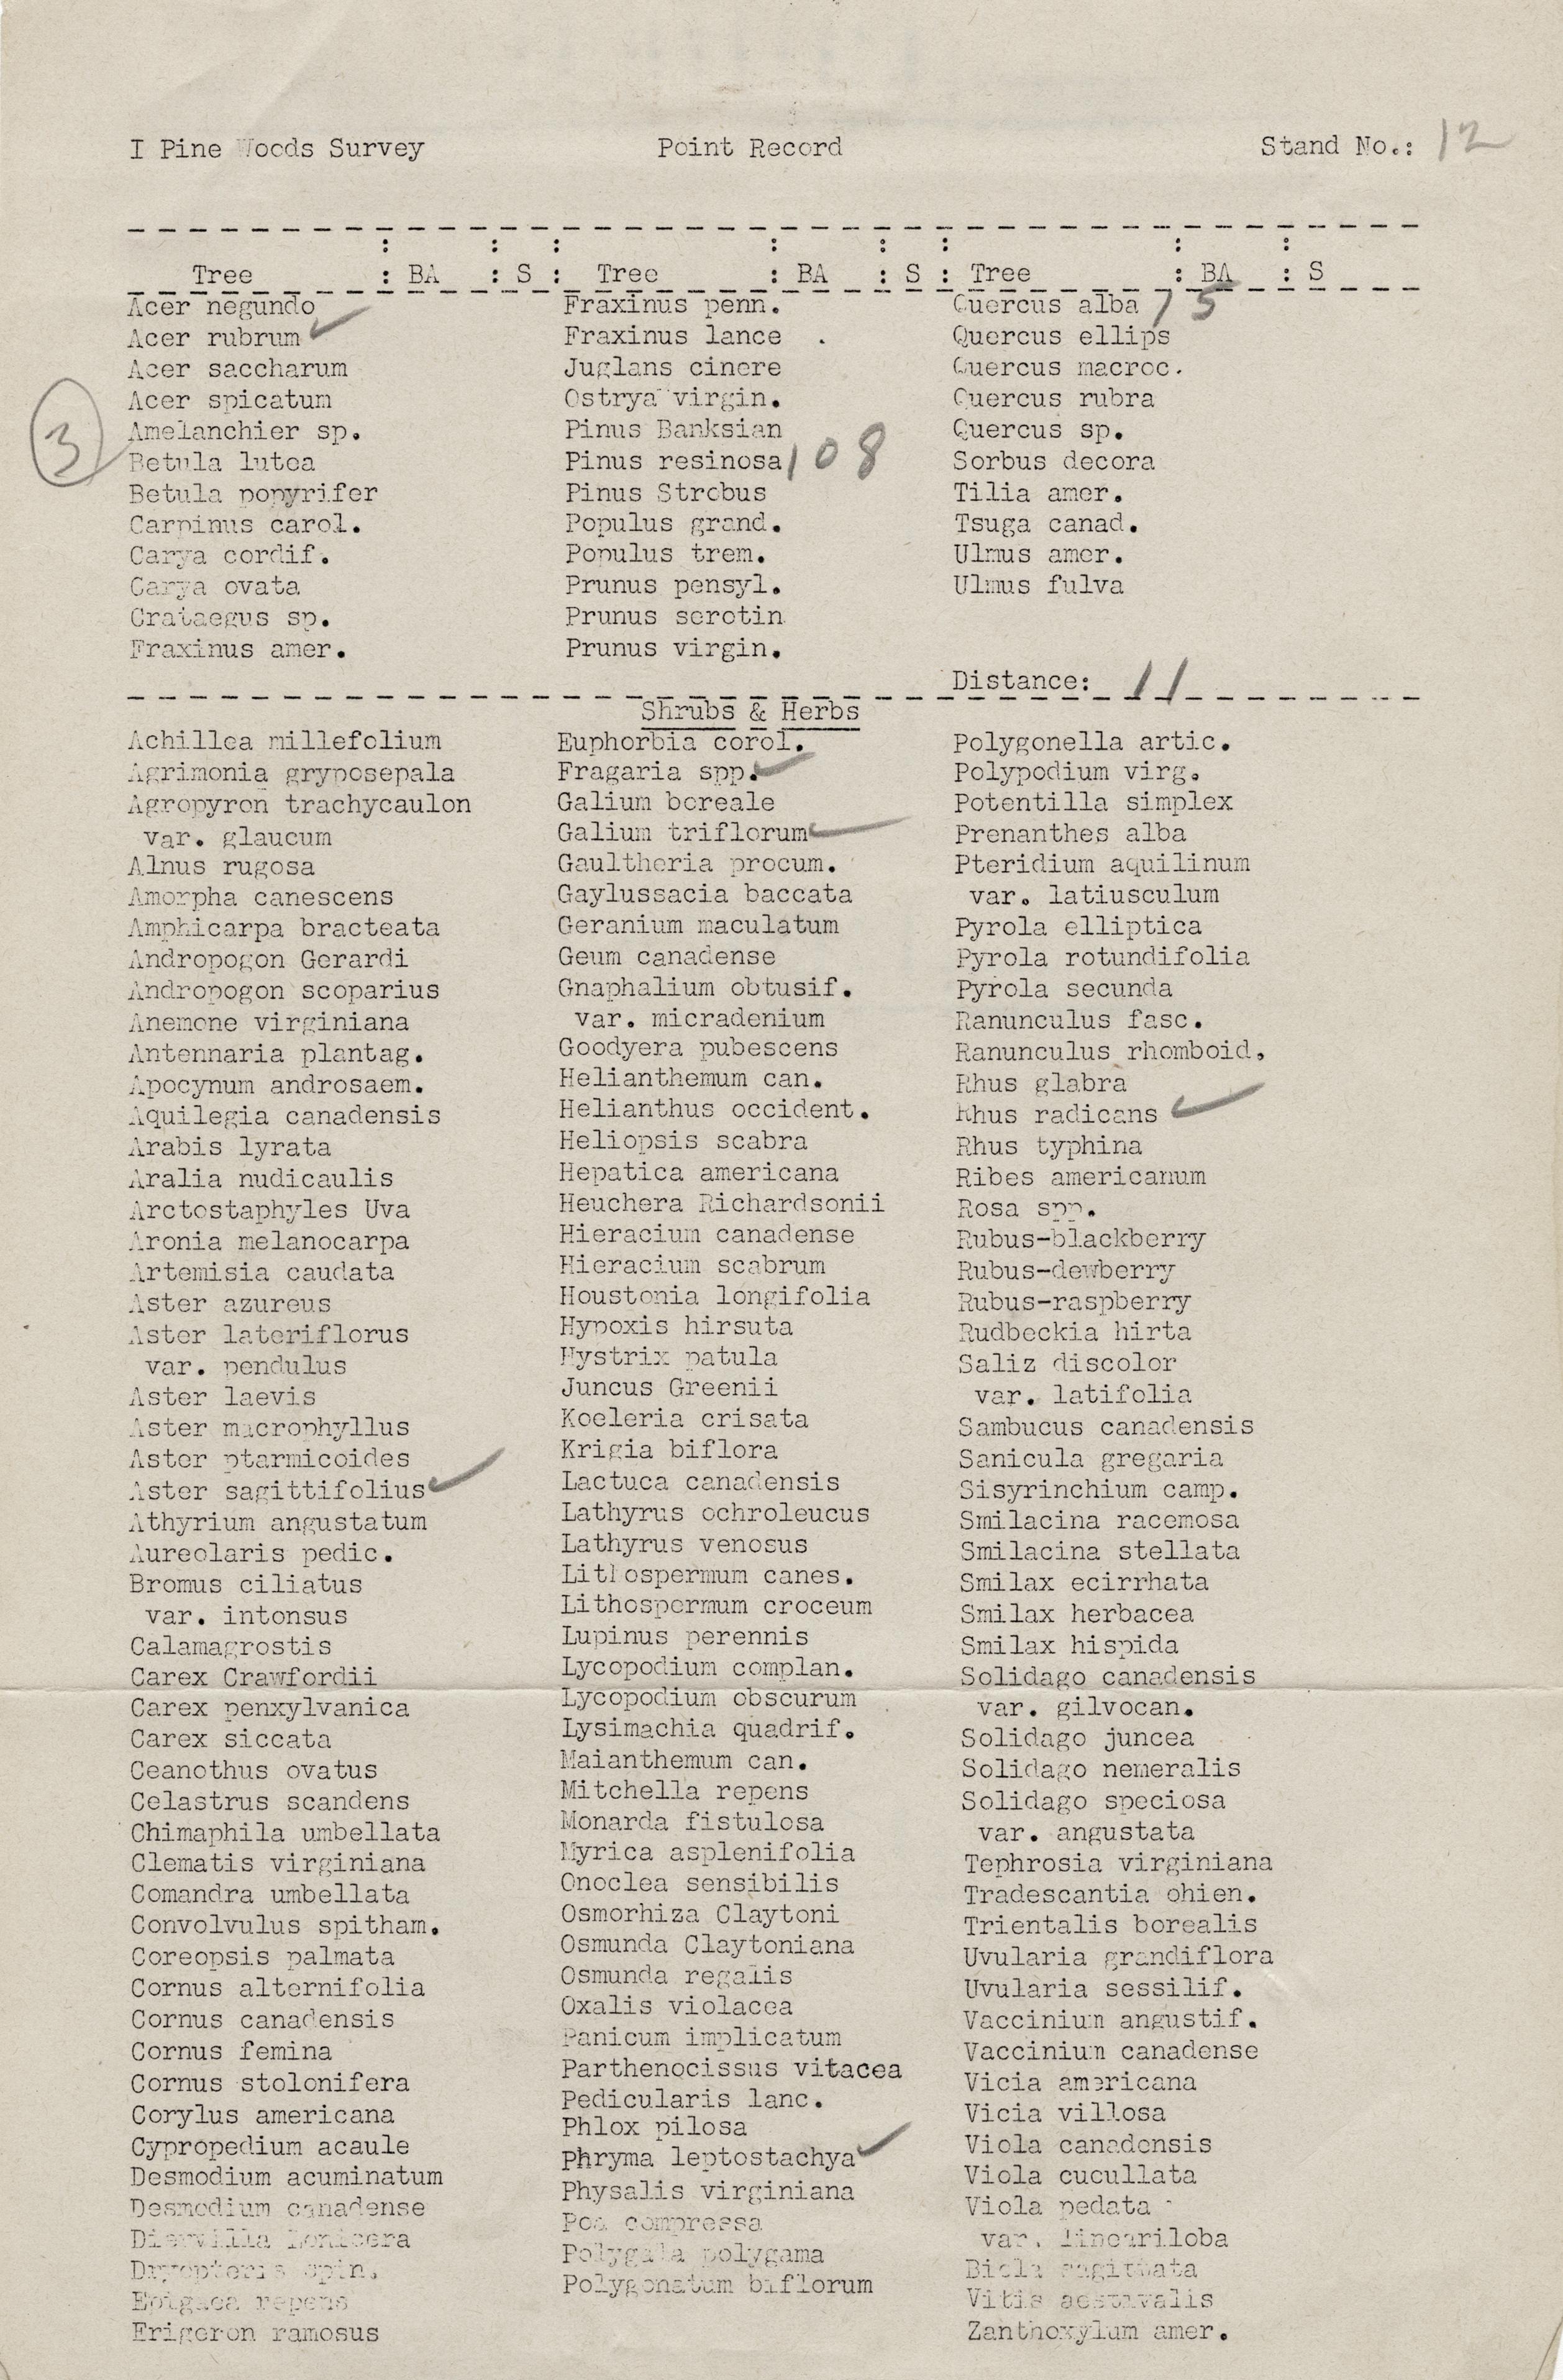 I Pine Woods Survey Point Record Stand No.: 12
Tree : BA : S : Tree : BA : S : Tree : BA : S
Acer negundo
Acer rubrum ✓
Acer saccharum
Acer spicatum
3
Amelanchier sp.
Betula lutea
Betula popyrifer
Carpinus carol.
Carya cordif.
Carya ovata
Crataegus sp.
Fraxinus amer.
Fraxinus penn.
Fraxinus lance .
Juglans cinere
Ostrya virgin.
Pinus Banksian
Pinus resinosa 108
Pinus Strobus
Populus grand.
Populus trem.
Prunus pensyl.
Prunus serotin
Prunus virgin.
Quercus alba 15
Quercus ellips
Quercus macroc.
Quercus rubra
Quercus sp.
Sorbus decora
Tilia amer.
Tsuga canad.
Ulmus amer.
Ulmus fulva
Distance: 11
Shrubs & Herbs
Achillea millefolium
Agrimonia gryposepala
Agropyron trachycaulon
var. glaucum
Alnus rugosa
Amorpha canescens
Amphicarpa bracteata
Andropogon Gerardi
Andropogon scoparius
Anemone virginiana
Antennaria plantag.
Apocynum androsaem.
Aquilegia canadensis
Arabis lyrata
Aralia nudicaulis
Arctostaphyles Uva
Aronia melanocarpa
Artemisia caudata
Aster azureus
Aster lateriflorus
var. pendulus
Aster laevis
Aster macrophyllus
Aster ptarmicoides
Aster sagittifolius ✓
Athyrium angustatum
Aureolaris pedic.
Bromus ciliatus
var. intonsus
Calamagrostis
Carex Crawfordii
Carex penxylvanica
Carex siccata
Ceanothus ovatus
Celastrus scandens
Chimaphila umbellata
Clematis virginiana
Comandra umbellata
Convolvulus spitham.
Coreopsis palmata
Cornus alternifolia
Cornus canadensis
Cornus femina
Cornus stolonifera
Corylus americana
Cypropedium acaule
Desmodium acuminatum
Desmodium canadense
Diervilla Lonicera
Dryopteris spin.
Epigaea repens
Erigeron ramosus
Euphorbia corol.
Fragaria spp. ✓
Galium boreale
Galium triflorum ✓
Gaultheria procum.
Gaylussacia baccata
Geranium maculatum
Geum canadense
Gnaphalium obtusif.
var. micradenium
Goodyera pubescens
Helianthemum can.
Helianthus occident.
Heliopsis scabra
Hepatica americana
Heuchera Richardsonii
Hieracium canadense
Hieracium scabrum
Houstonia longifolia
Hypoxis hirsuta
Hystrix patula
Juncus Greenii
Koeleria crisata
Krigia biflora
Lactuca canadensis
Lathyrus ochroleucus
Lathyrus venosus
Lithospermum canes.
Lithospermum croceum
Lupinus perennis
Lycopodium complan.
Lycopodium obscurum
Lysimachia quadrif.
Maianthemum can.
Mitchella repens
Monarda fistulosa
Myrica asplenifolia
Onoclea sensibilis
Osmorhiza Claytoni
Osmunda Claytoniana
Osmunda regalis
Oxalis violacea
Panicum implicatum
Parthenocissus vitacea
Pedicularis lanc.
Phlox pilosa
Phryma leptostachya ✓
Physalis virginiana
Poa compressa
Polygala polygama
Polygonatum biflorum
Polygonella artic.
Polypodium virg.
Potentilla simplex
Prenanthes alba
Pteridium aquilinum
var. latiusculum
Pyrola elliptica
Pyrola rotundifolia
Pyrola secunda
Ranunculus fasc.
Ranunculus rhomboid.
Rhus glabra
Rhus radicans ✓
Rhus typhina
Ribes americanum
Rosa spp.
Rubus-blackberry
Rubus-dewberry
Rubus-raspberry
Rudbeckia hirta
Saliz discolor
var. latifolia
Sambucus canadensis
Sanicula gregaria
Sisyrinchium camp.
Smilacina racemosa
Smilacina stellata
Smilax ecirrhata
Smilax herbacea
Smilax hispida
Solidago canadensis
var. gilvocan.
Solidago juncea
Solidago nemeralis
Solidago speciosa
var. angustata
Tephrosia virginiana
Tradescantia ohien.
Trientalis borealis
Uvularia grandiflora
Uvularia sessilif.
Vaccinium angustif.
Vaccinium canadense
Vicia americana
Vicia villosa
Viola canadensis
Viola cucullata
Viola pedata
var. lineariloba
Biola sagittata
Vitis aestivalis
Zanthoxylum amer.